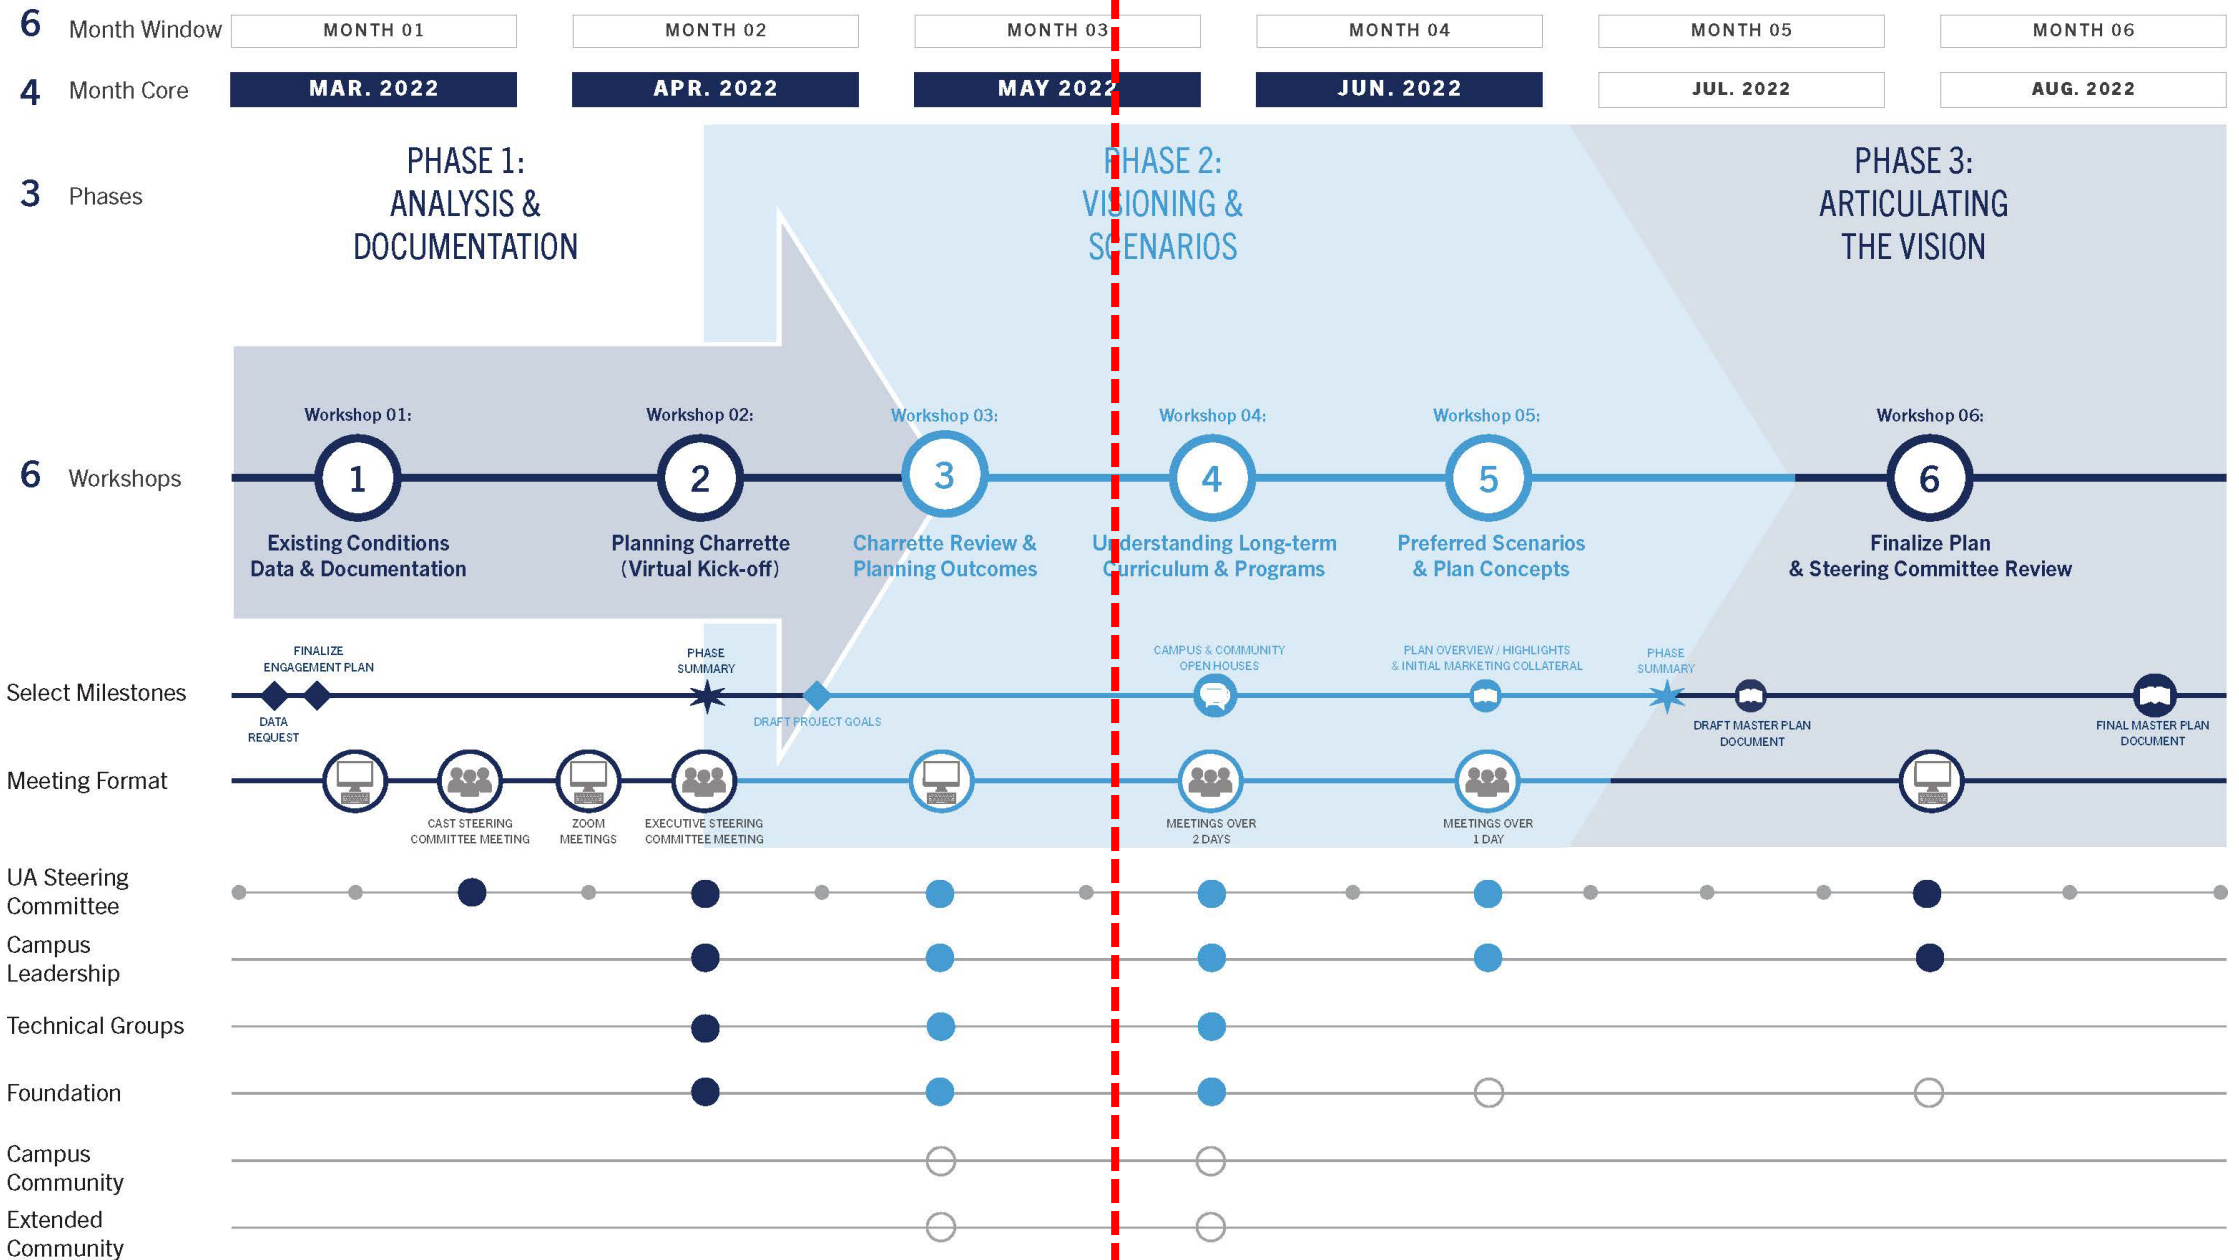 6 Month Window MONTH 01 MONTH 02 MONTH 03 MONTH 04 MONTH 05 MONTH 06
4 Month Core MAR. 2022 APR. 2022 MAY 2022 JUN. 2022 JUL. 2022 AUG. 2022
3 Phases
PHASE 1:
ANALYSIS &
DOCUMENTATION
PHASE 2:
VISIONING &
SCENARIOS
PHASE 3:
ARTICULATING
THE VISION
6 Workshops
Workshop 01:
1
Existing Conditions
Data & Documentation
Workshop 02:
2
Planning Charrette
(Virtual Kick-off)
Workshop 03:
3
Charrette Review &
Planning Outcomes
Workshop 04:
4
Understanding Long-term
Curriculum & Programs
Workshop 05:
5
Preferred Scenarios
& Plan Concepts
Workshop 06:
6
Finalize Plan
& Steering Committee Review
Select Milestones
DATA
REQUEST
FINALIZE
ENGAGEMENT PLAN
PHASE
SUMMARY
DRAFT PROJECT GOALS
CAMPUS & COMMUNITY
OPEN HOUSES
PLAN OVERVIEW / HIGHLIGHTS
& INITIAL MARKETING COLLATERAL
PHASE
SUMMARY
DRAFT MASTER PLAN
DOCUMENT
FINAL MASTER PLAN
DOCUMENT
Meeting Format
CAST STEERING
COMMITTEE MEETING
ZOOM
MEETINGS
EXECUTIVE STEERING
COMMITTEE MEETING
MEETINGS OVER
2 DAYS
MEETINGS OVER
1 DAY
UA Steering
Committee
Campus
Leadership
Technical Groups
Foundation
Campus
Community
Extended
Community